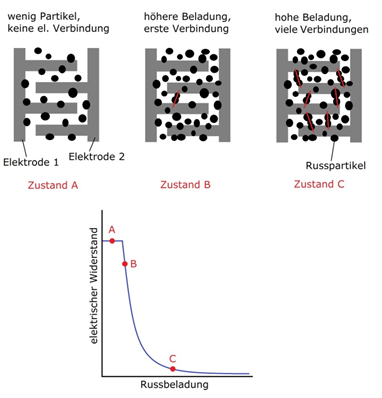 wenig Partikel,
keine el. Verbindung
höhere Beladung,
erste Verbindung
hohe Beladung,
viele Verbindungen
Elektrode 1
Elektrode 2
Russpartikel
Zustand A
Zustand B
Zustand C
elektrischer Widerstand
A
B
C
Russbeladung